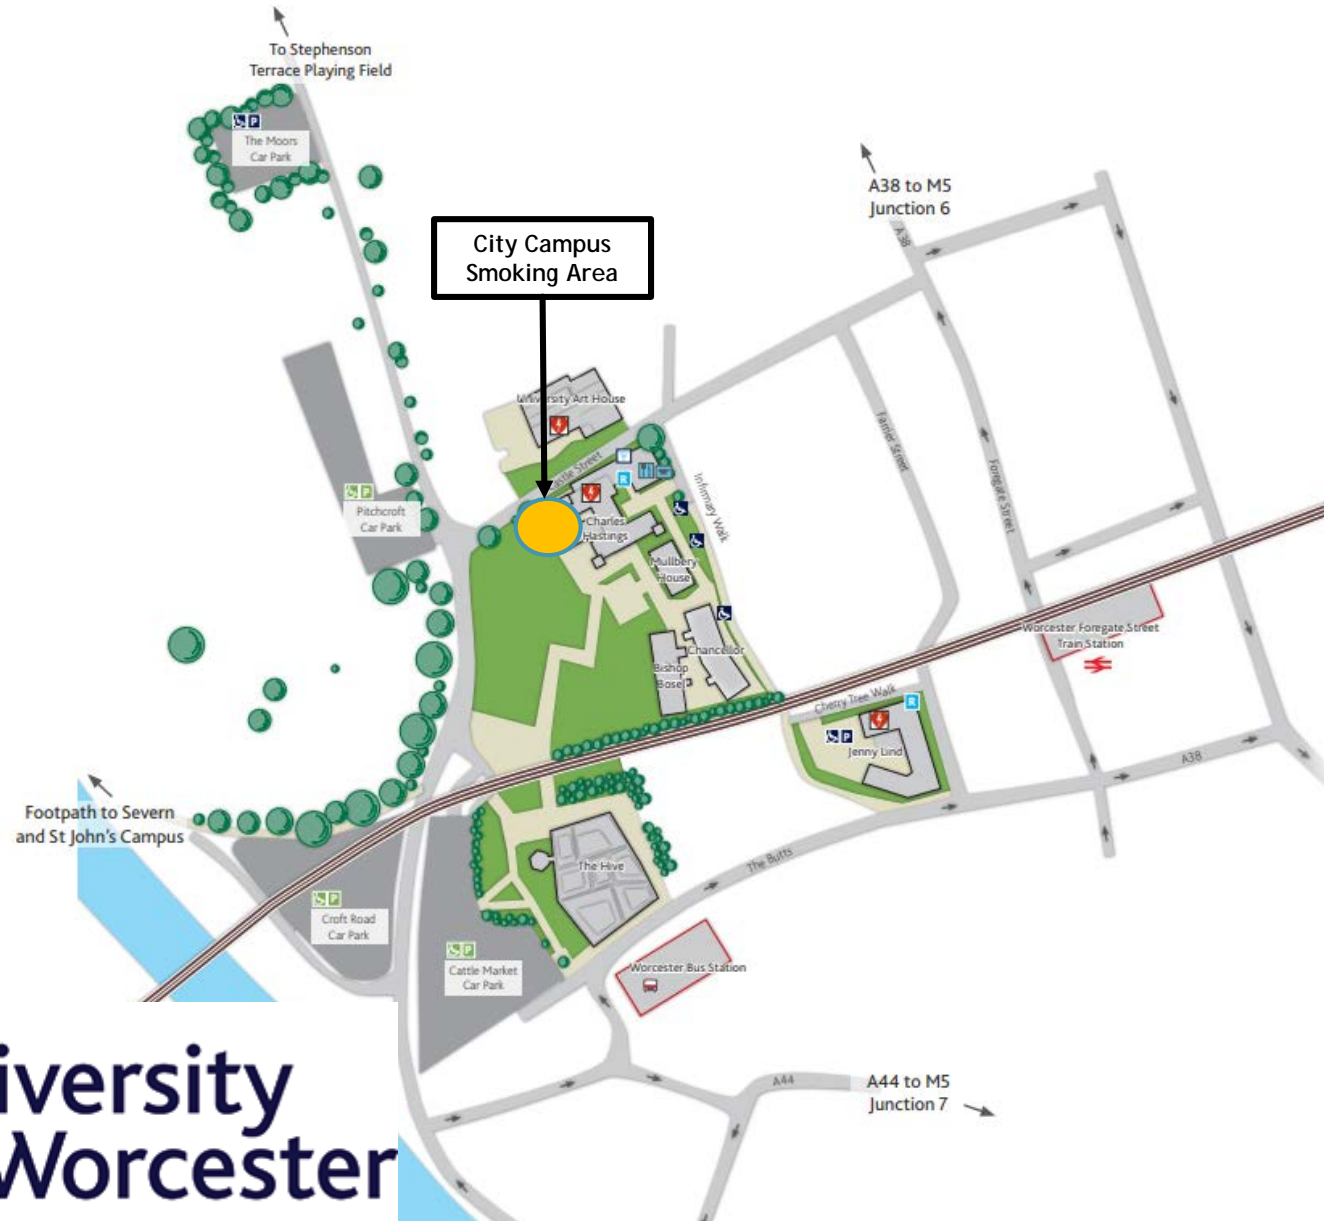 To Stephenson
Terrace Playing Field
P
The Moors
Car Park
A38 to M5
Junction 6
A38
City Campus
Smoking Area
University Art House
Castle Street
Farrier Street
Foregate Street
Infirmary Walk
R
P
Pitchcroft
Car Park
Charles
Hastings
Mullbery
House
Worcester Foregate Street
Train Station
Chancellor
Bishop
Bosel
Cherry Tree Walk
R
P
Jenny Lind
A38
Footpath to Severn
and St John's Campus
The Hive
The Butts
P
Croft Road
Car Park
P
Cattle Market
Car Park
Worcester Bus Station
A44
A44 to M5
Junction 7
iversity
Worcester